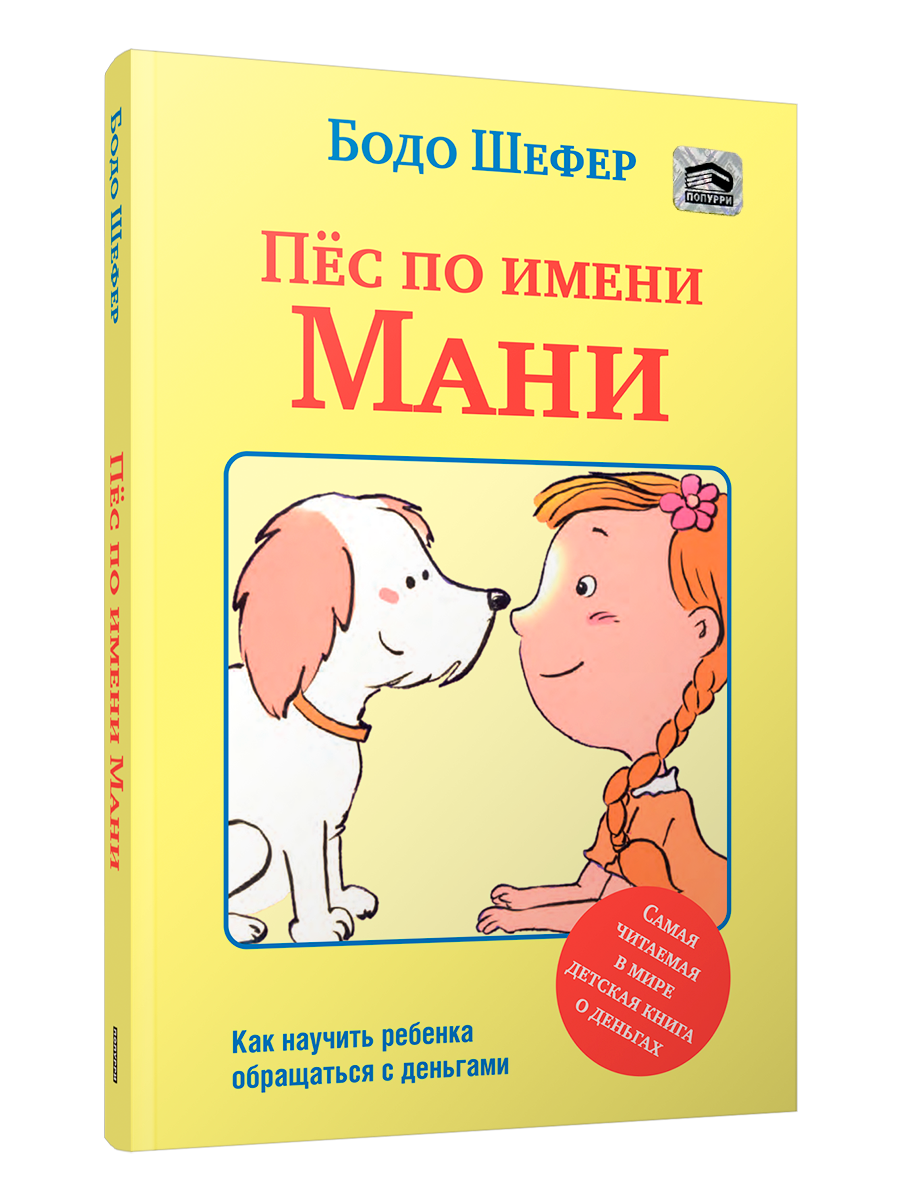 Бодо Шефер
ПОПУРРИ
Пёс по имени
Мани
Самая
читаемая
в мире
детская книга
о деньгах
Как научить ребенка
обращаться с деньгами
Бодо Шефер
Пёс по имени Мани
ПОПУРРИ